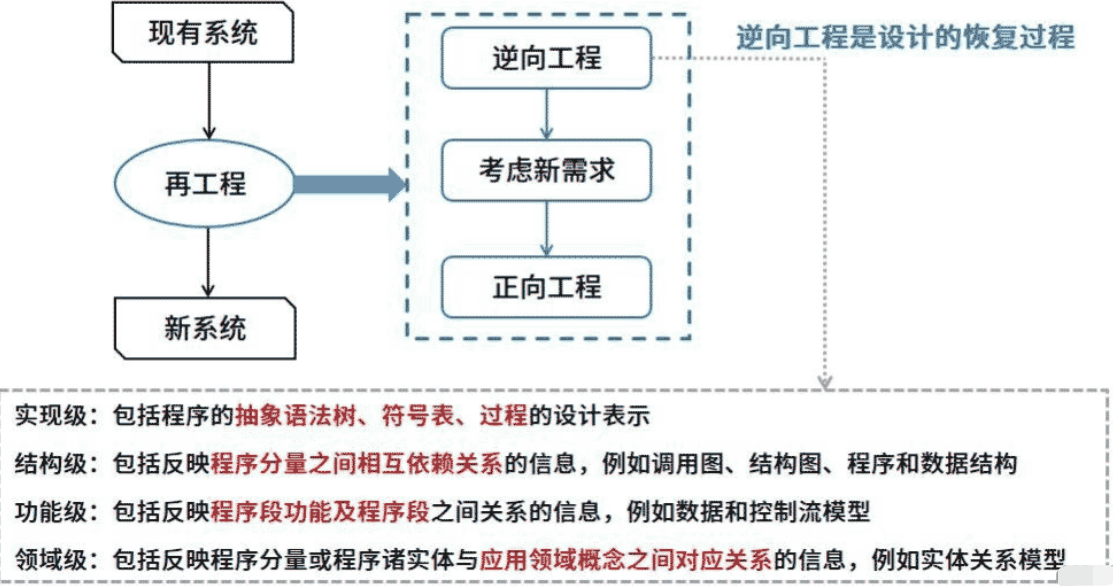 现有系统
再工程
新系统
逆向工程
考虑新需求
正向工程
逆向工程是设计的恢复过程
实现级：包括程序的抽象语法树、符号表、过程的设计表示
结构级：包括反映程序分量之间相互依赖关系的信息，例如调用图、结构图、程序和数据结构
功能级：包括反映程序段功能及程序段之间关系的信息，例如数据和控制流模型
领域级：包括反映程序分量或程序诸实体与应用领域概念之间对应关系的信息，例如实体关系模型